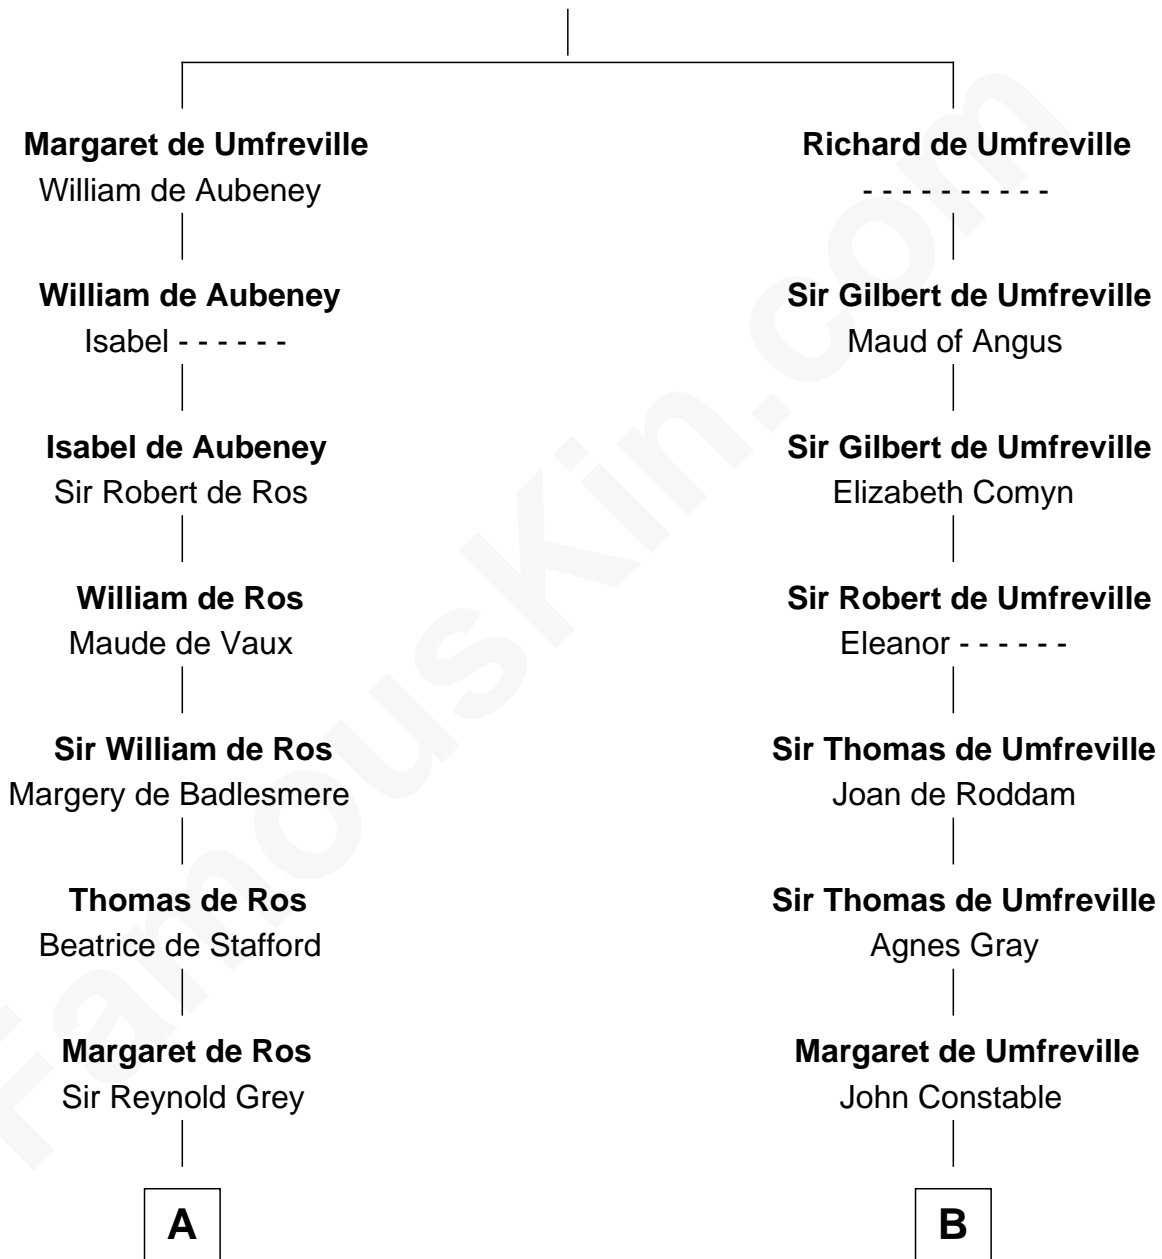 Margaret de Umfreville
William de Aubeney
William de Aubeney
Isabel - - - - - -
Isabel de Aubeney
Sir Robert de Ros
William de Ros
Maude de Vaux
Sir William de Ros
Margery de Badlesmere
Thomas de Ros
Beatrice de Stafford
Margaret de Ros
Sir Reynold Grey
A
Richard de Umfreville
- - - - - - - - - -
Sir Gilbert de Umfreville
Maud of Angus
Sir Gilbert de Umfreville
Elizabeth Comyn
Sir Robert de Umfreville
Eleanor - - - - - -
Sir Thomas de Umfreville
Joan de Roddam
Sir Thomas de Umfreville
Agnes Gray
Margaret de Umfreville
John Constable
B
FamousKin.com